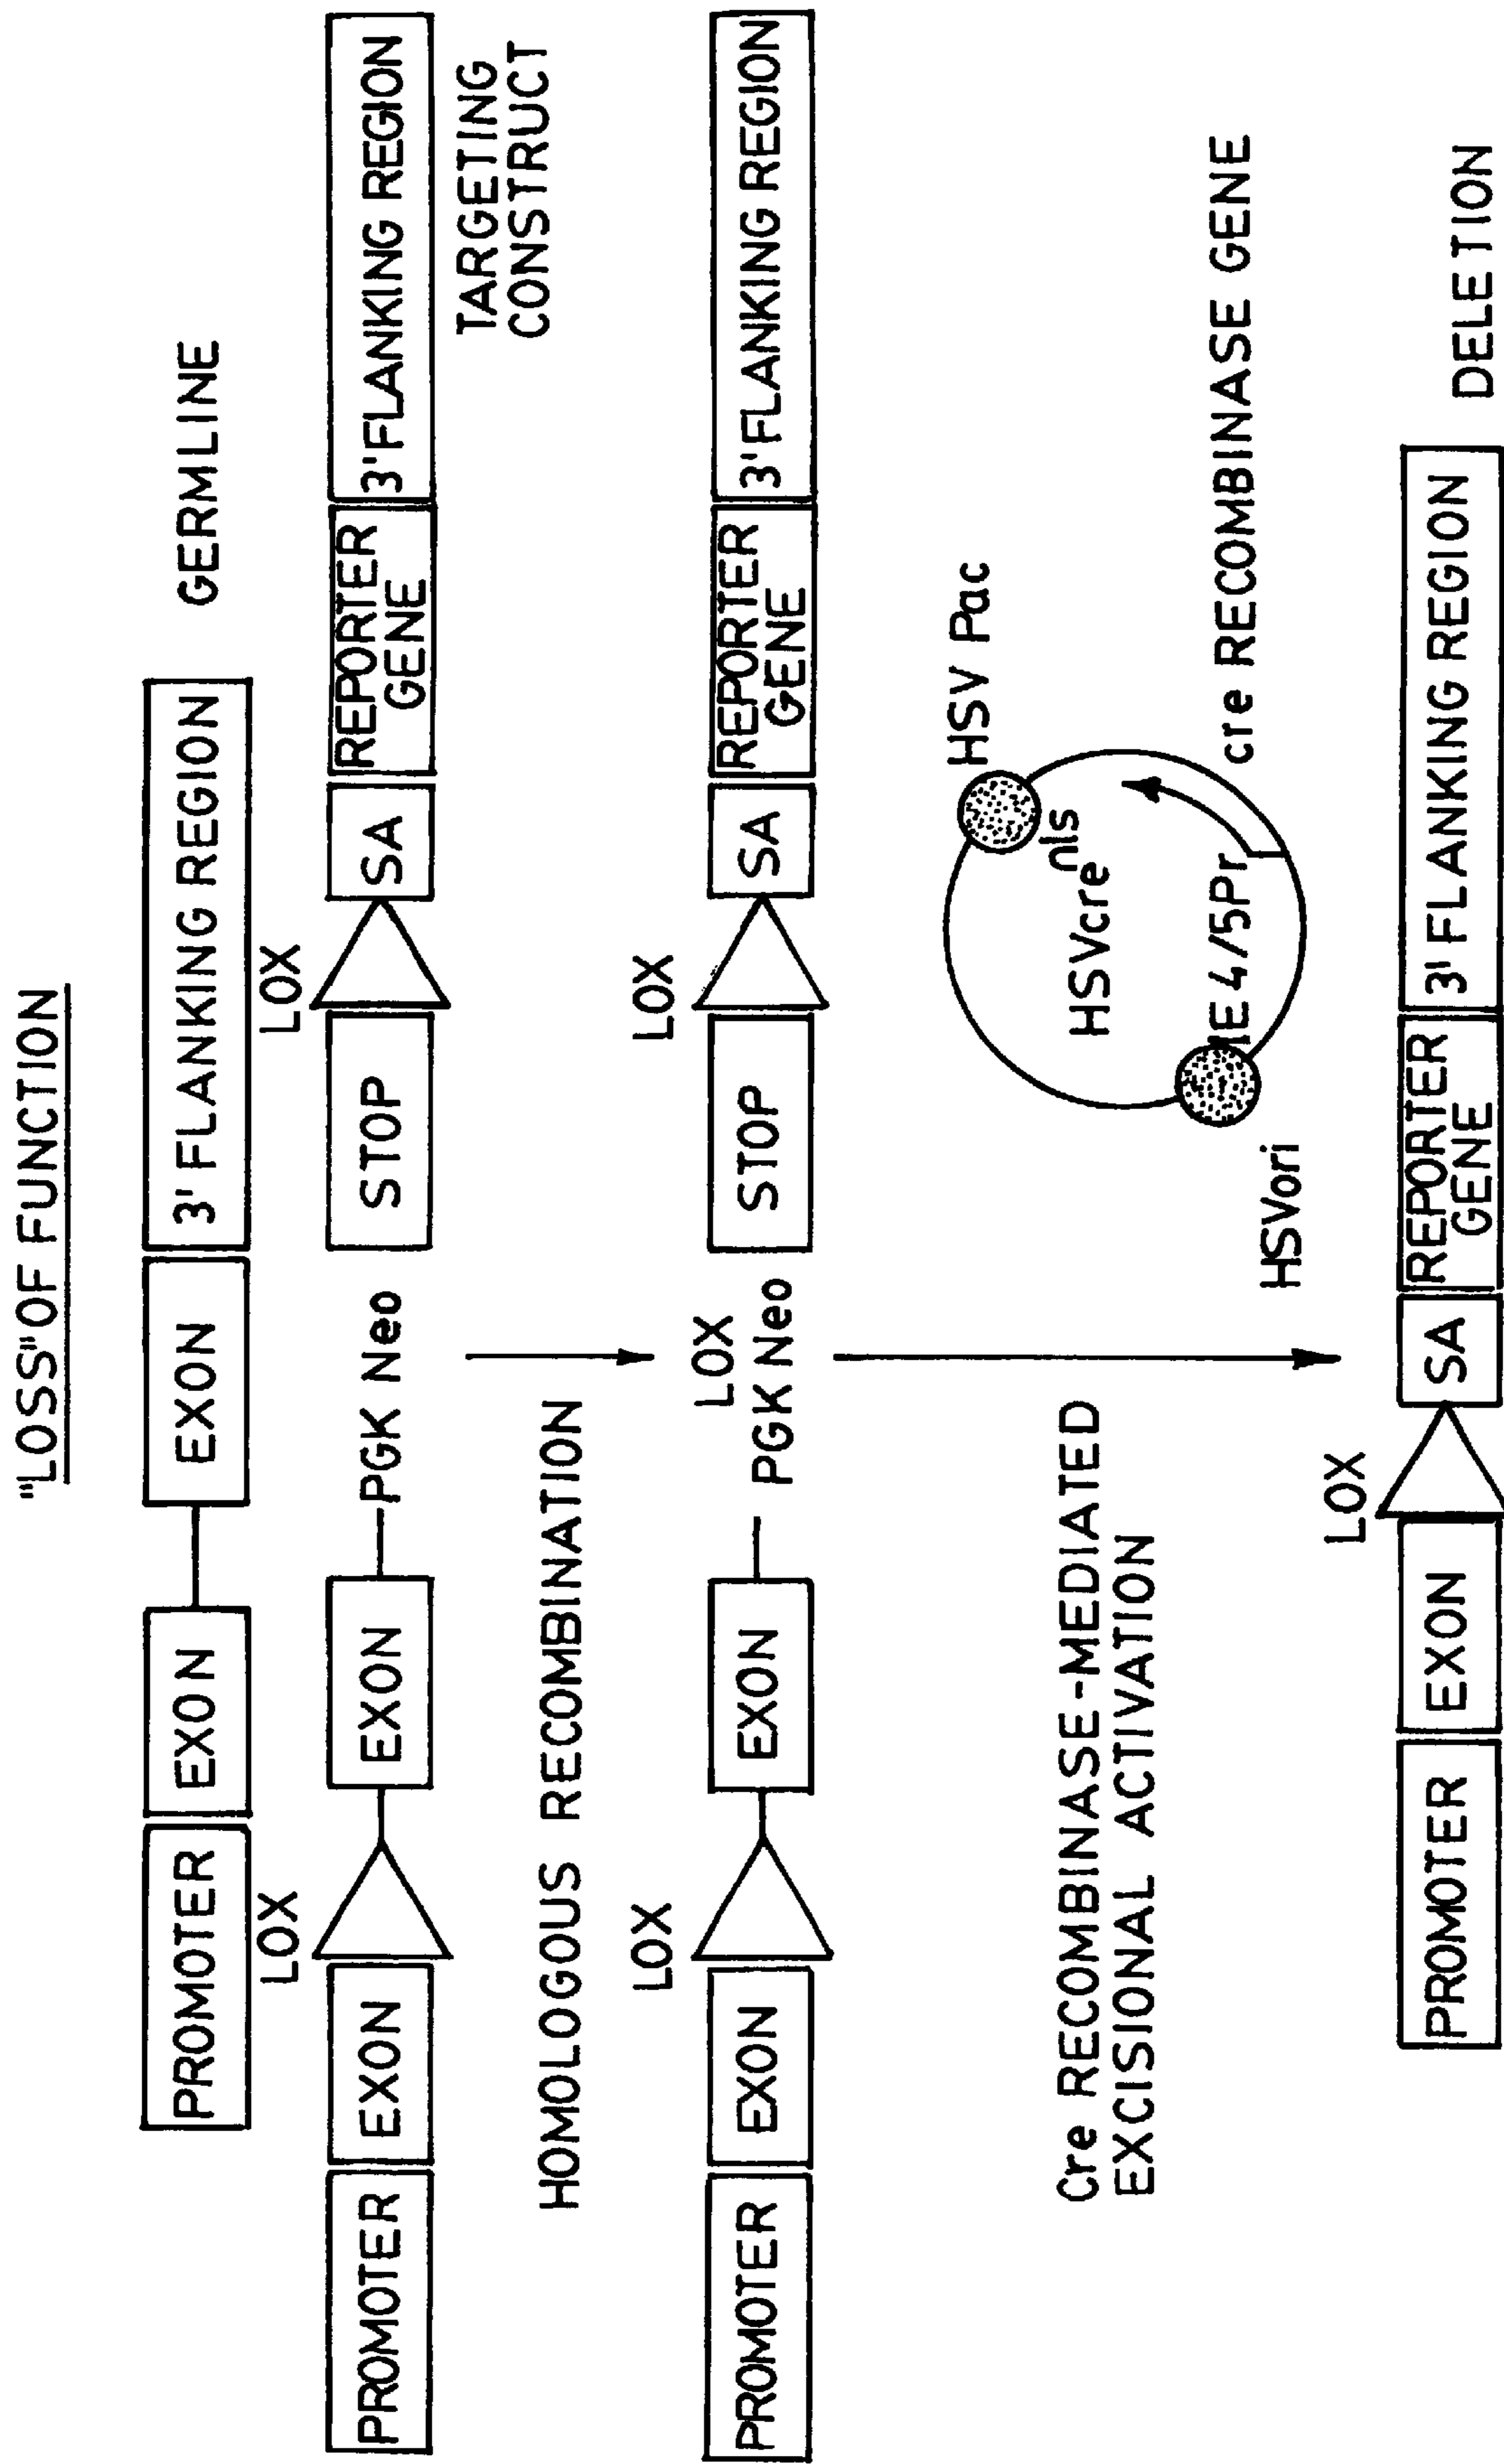 "LOSS" OF FUNCTION
PROMOTER EXON EXON 3' FLANKING REGION GERMLINE
LOX LOX
PROMOTER EXON EXON PGK Neo STOP SA REPORTER GENE 3' FLANKING REGION
TARGETING
CONSTRUCT
HOMOLOGOUS RECOMBINATION
LOX LOX LOX
PROMOTER EXON EXON PGK Neo STOP SA REPORTER GENE 3' FLANKING REGION
HSV Pac
nls
HSVcre
IE 4/5Pr
cre RECOMBINASE GENE
HSVori
Cre RECOMBINASE-MEDIATED
EXCISIONAL ACTIVATION
LOX
PROMOTER EXON SA REPORTER GENE 3' FLANKING REGION
DELETION